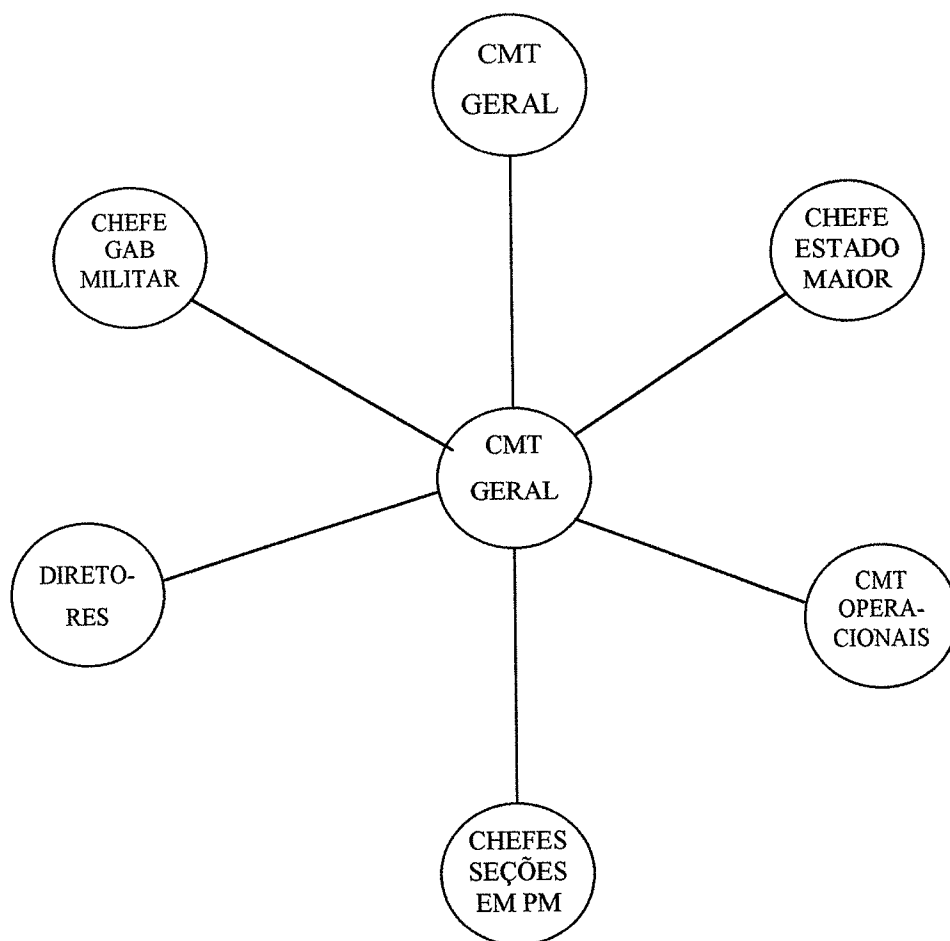 CMT
GERAL
CHEFE
GAB
MILITAR
CHEFE
ESTADO
MAIOR
CMT
GERAL
DIRETO-
RES
CMT
OPERA-
CIONAIS
CHEFES
SEÇÕES
EM PM